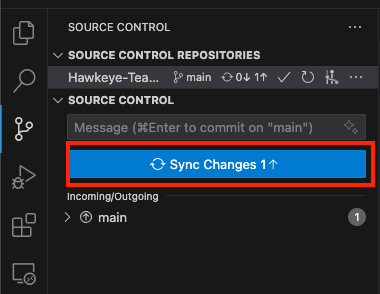 SOURCE CONTROL
SOURCE CONTROL REPOSITORIES
Hawkeye-Tea... main 0↓ 1↑
SOURCE CONTROL
Message (⌘Enter to commit on "main")
Sync Changes 1↑
Incoming/Outgoing
main 1